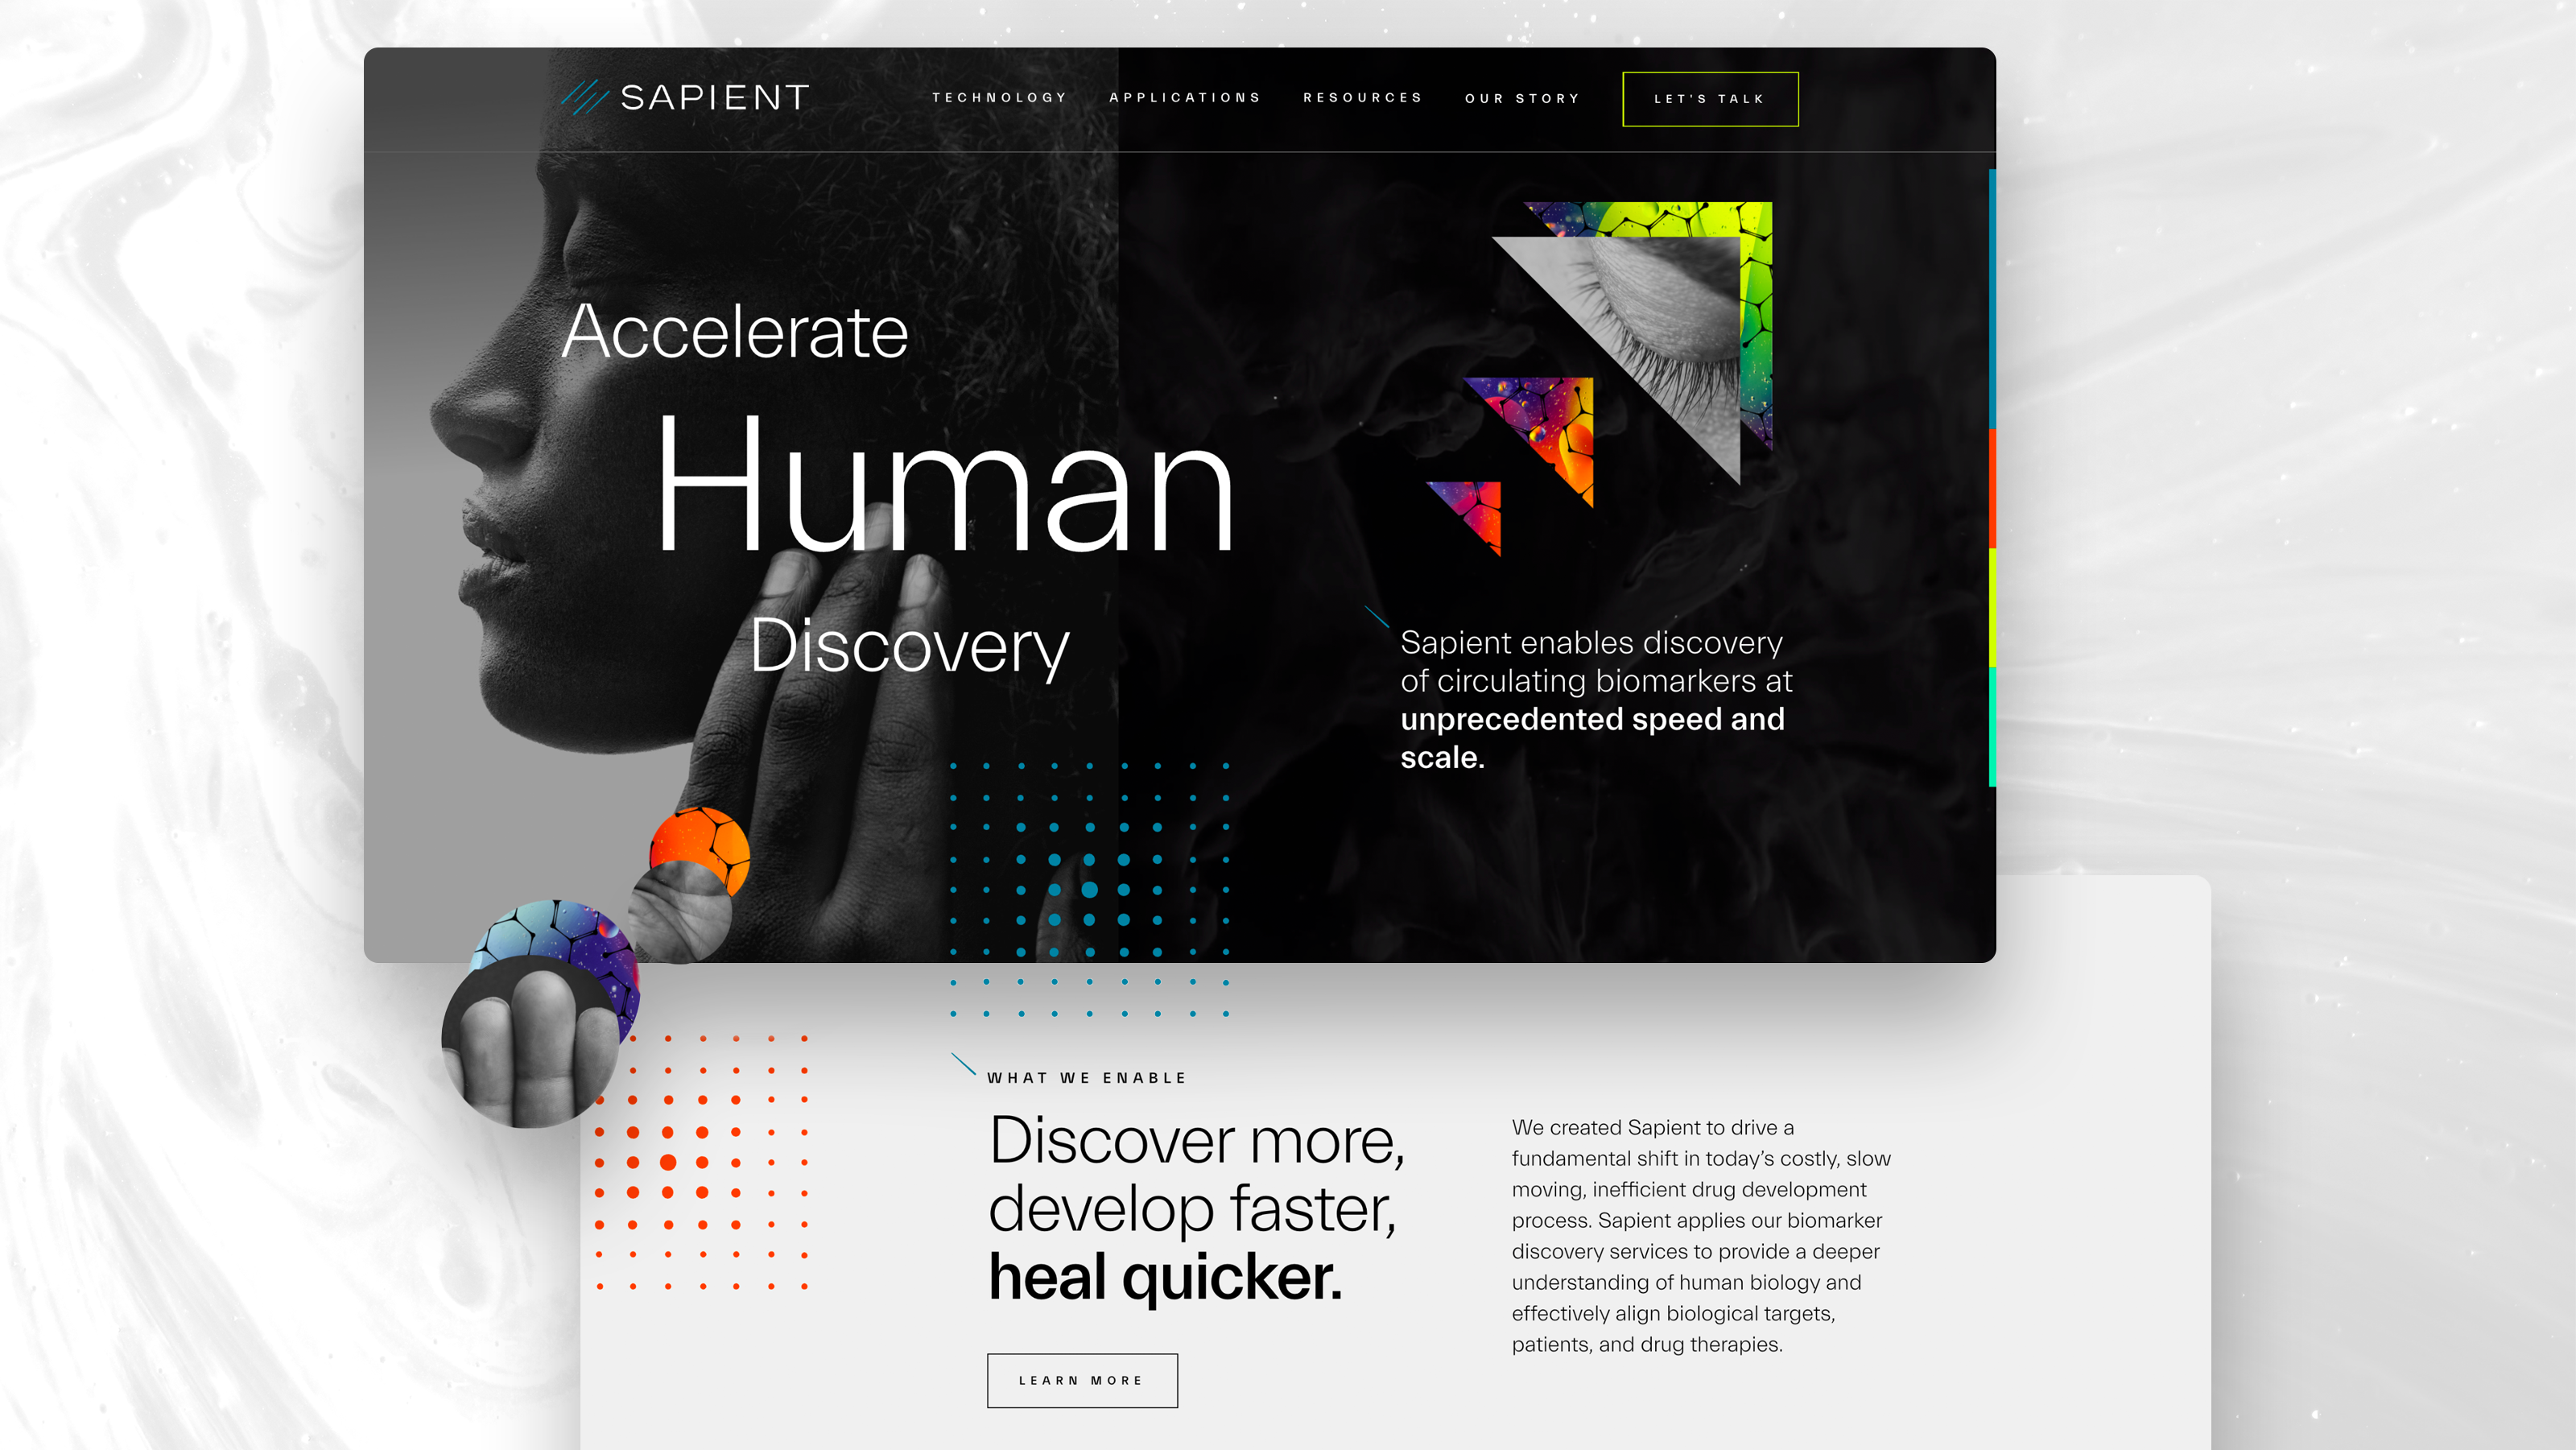 SAPIENT
TECHNOLOGY
APPLICATIONS
RESOURCES
OUR STORY
LET'S TALK
Accelerate
Human
Discovery
Sapient enables discovery
of circulating biomarkers at
unprecedented speed and
scale.
WHAT WE ENABLE
Discover more,
develop faster,
heal quicker.
LEARN MORE
We created Sapient to drive a
fundamental shift in today’s costly, slow
moving, inefficient drug development
process. Sapient applies our biomarker
discovery services to provide a deeper
understanding of human biology and
effectively align biological targets,
patients, and drug therapies.